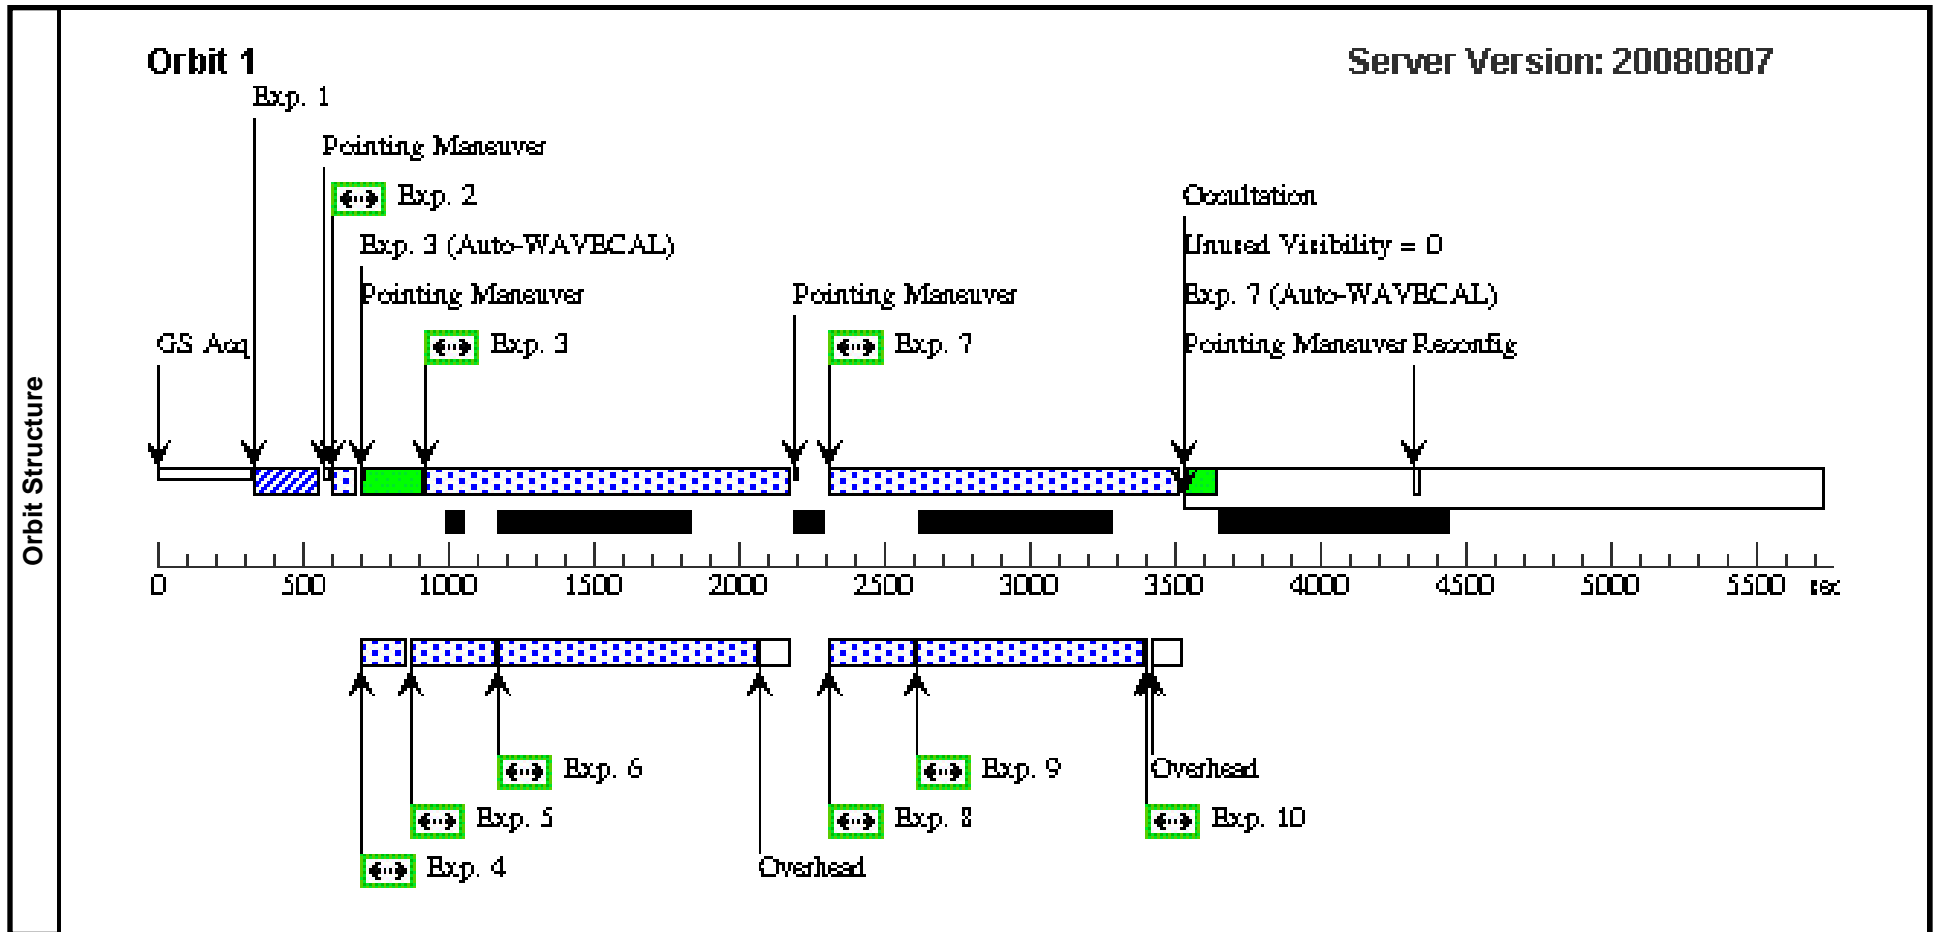 Orbit 1
Server Version: 20080807
Exp. 1
Pointing Maneuver
Exp. 2
Occultation
Exp. 3 (Auto-WAVECAL)
Unused Visibility = 0
Pointing Maneuver
Pointing Maneuver
Exp. 7 (Auto-WAVECAL)
GS Acq
Exp. 3
Exp. 7
Pointing Maneuver
Reconfig
Orbit Structure
0 500 1000 1500 2000 2500 3000 3500 4000 4500 5000 5500 sec
Exp. 6
Exp. 9
Overhead
Exp. 5
Exp. 8
Exp. 10
Exp. 4
Overhead